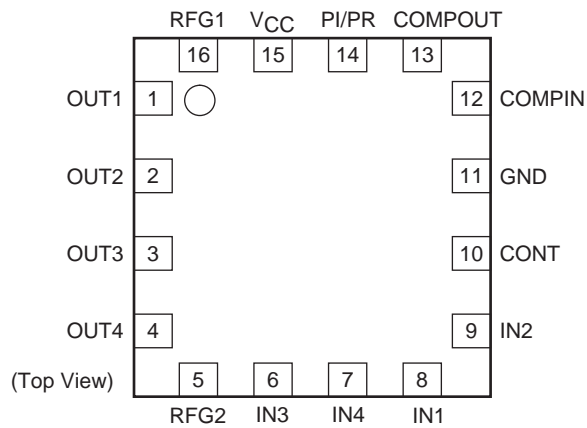 RFG1 VCC PI/PR COMPOUT
16 15 14 13
OUT1 1 12 COMPIN
OUT2 2 11 GND
OUT3 3 10 CONT
OUT4 4 9 IN2
(Top View) 5 6 7 8
RFG2 IN3 IN4 IN1